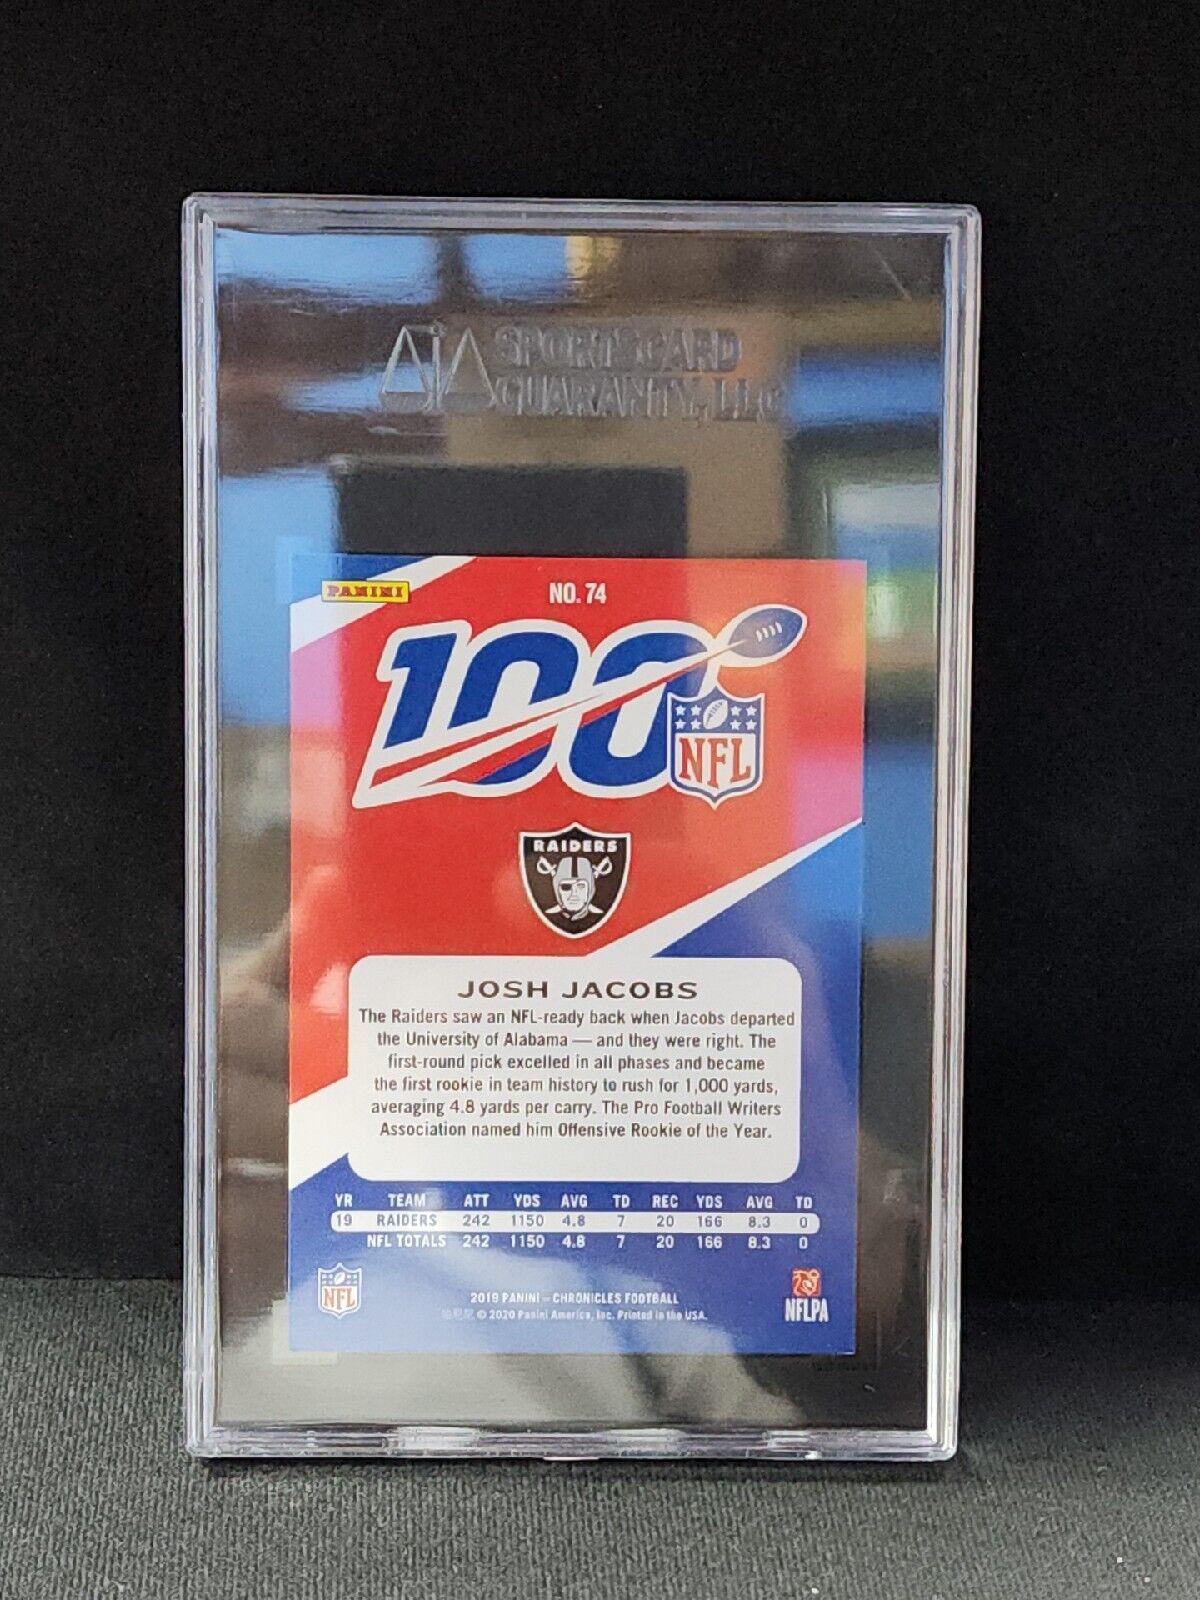 SPORTSCARD
GUARANTY, LLC
PANINI
NO. 74
100
NFL
RAIDERS
JOSH JACOBS
The Raiders saw an NFL-ready back when Jacobs departed
the University of Alabama — and they were right. The
first-round pick excelled in all phases and became
the first rookie in team history to rush for 1,000 yards,
averaging 4.8 yards per carry. The Pro Football Writers
Association named him Offensive Rookie of the Year.
YR TEAM ATT YDS AVG TD REC YDS AVG TD
19 RAIDERS 242 1150 4.8 7 20 166 8.3 0
NFL TOTALS 242 1150 4.8 7 20 166 8.3 0
NFL
2019 PANINI – CHRONICLES FOOTBALL
© 2020 Panini America, Inc. Printed in the USA.
NFLPA